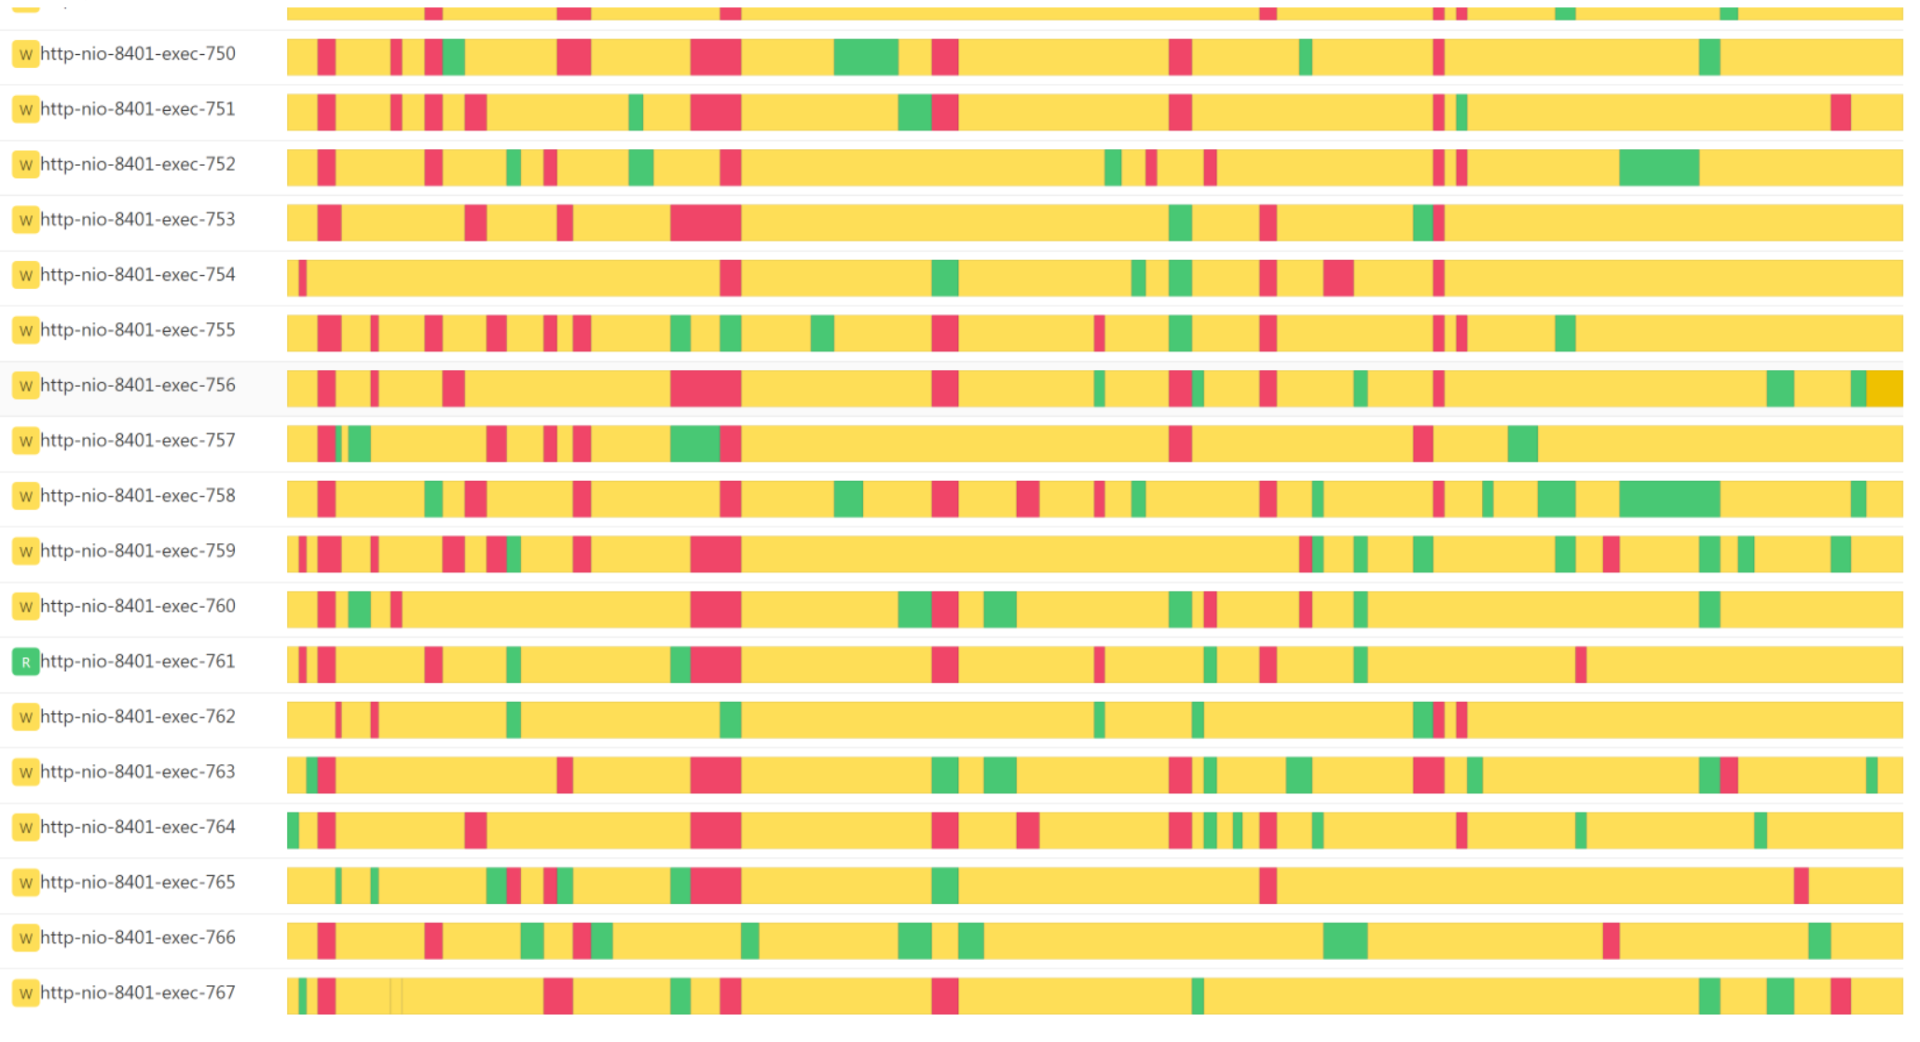 W http-nio-8401-exec-750
W http-nio-8401-exec-751
W http-nio-8401-exec-752
W http-nio-8401-exec-753
W http-nio-8401-exec-754
W http-nio-8401-exec-755
W http-nio-8401-exec-756
W http-nio-8401-exec-757
W http-nio-8401-exec-758
W http-nio-8401-exec-759
W http-nio-8401-exec-760
R http-nio-8401-exec-761
W http-nio-8401-exec-762
W http-nio-8401-exec-763
W http-nio-8401-exec-764
W http-nio-8401-exec-765
W http-nio-8401-exec-766
W http-nio-8401-exec-767